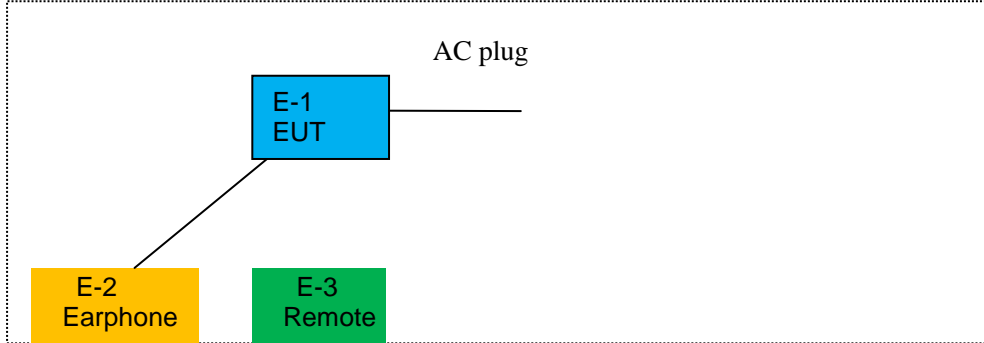 AC plug
E-1
EUT
E-2
Earphone
E-3
Remote